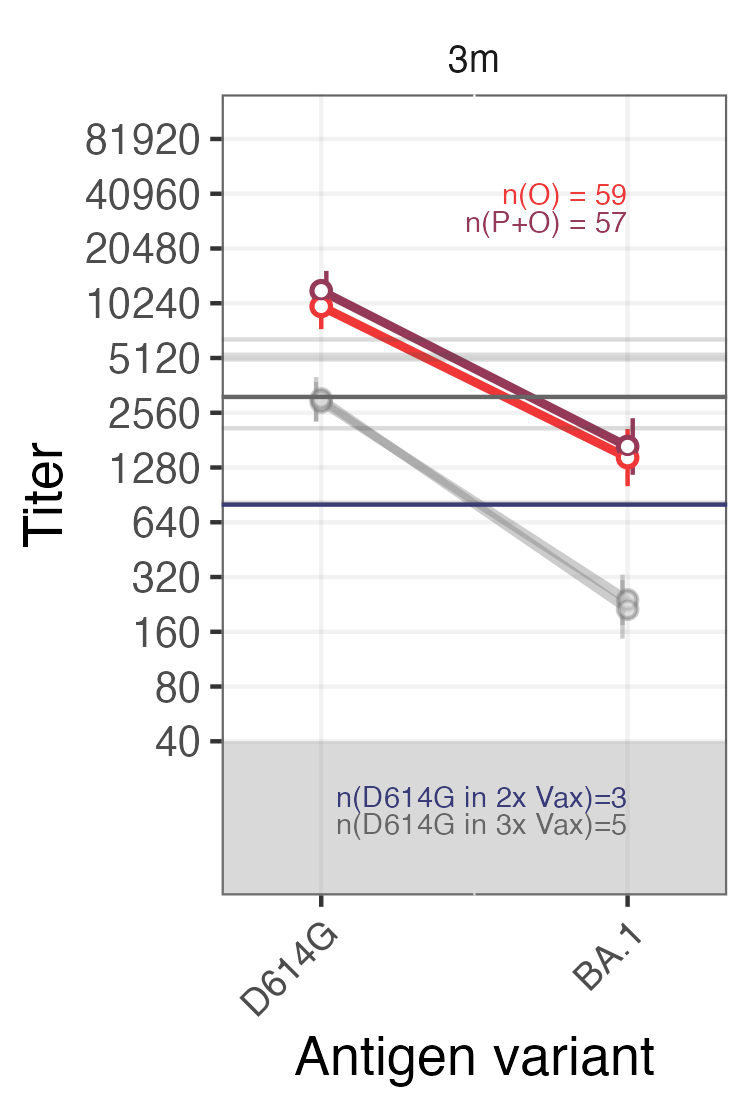 3m
81920
40960
20480
10240
5120
2560
1280
640
320
160
80
40
Titer
n(O) = 59
n(P+O) = 57
n(D614G in 2x Vax)=3
n(D614G in 3x Vax)=5
D614G
BA.1
Antigen variant